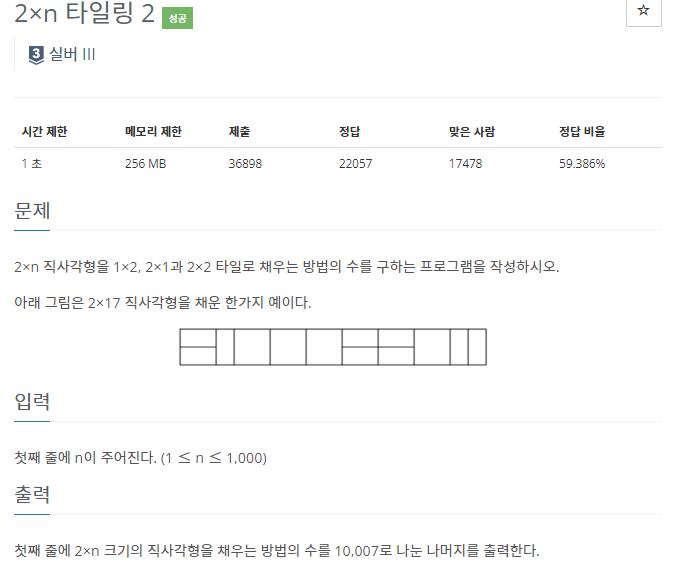 2×n 타일링 2 성공
☆
3 실버 III
시간 제한 메모리 제한 제출 정답 맞은 사람 정답 비율
1 초 256 MB 36898 22057 17478 59.386%
문제
2×n 직사각형을 1×2, 2×1과 2×2 타일로 채우는 방법의 수를 구하는 프로그램을 작성하시오.
아래 그림은 2×17 직사각형을 채운 한가지 예이다.
입력
첫째 줄에 n이 주어진다. (1 ≤ n ≤ 1,000)
출력
첫째 줄에 2×n 크기의 직사각형을 채우는 방법의 수를 10,007로 나눈 나머지를 출력한다.